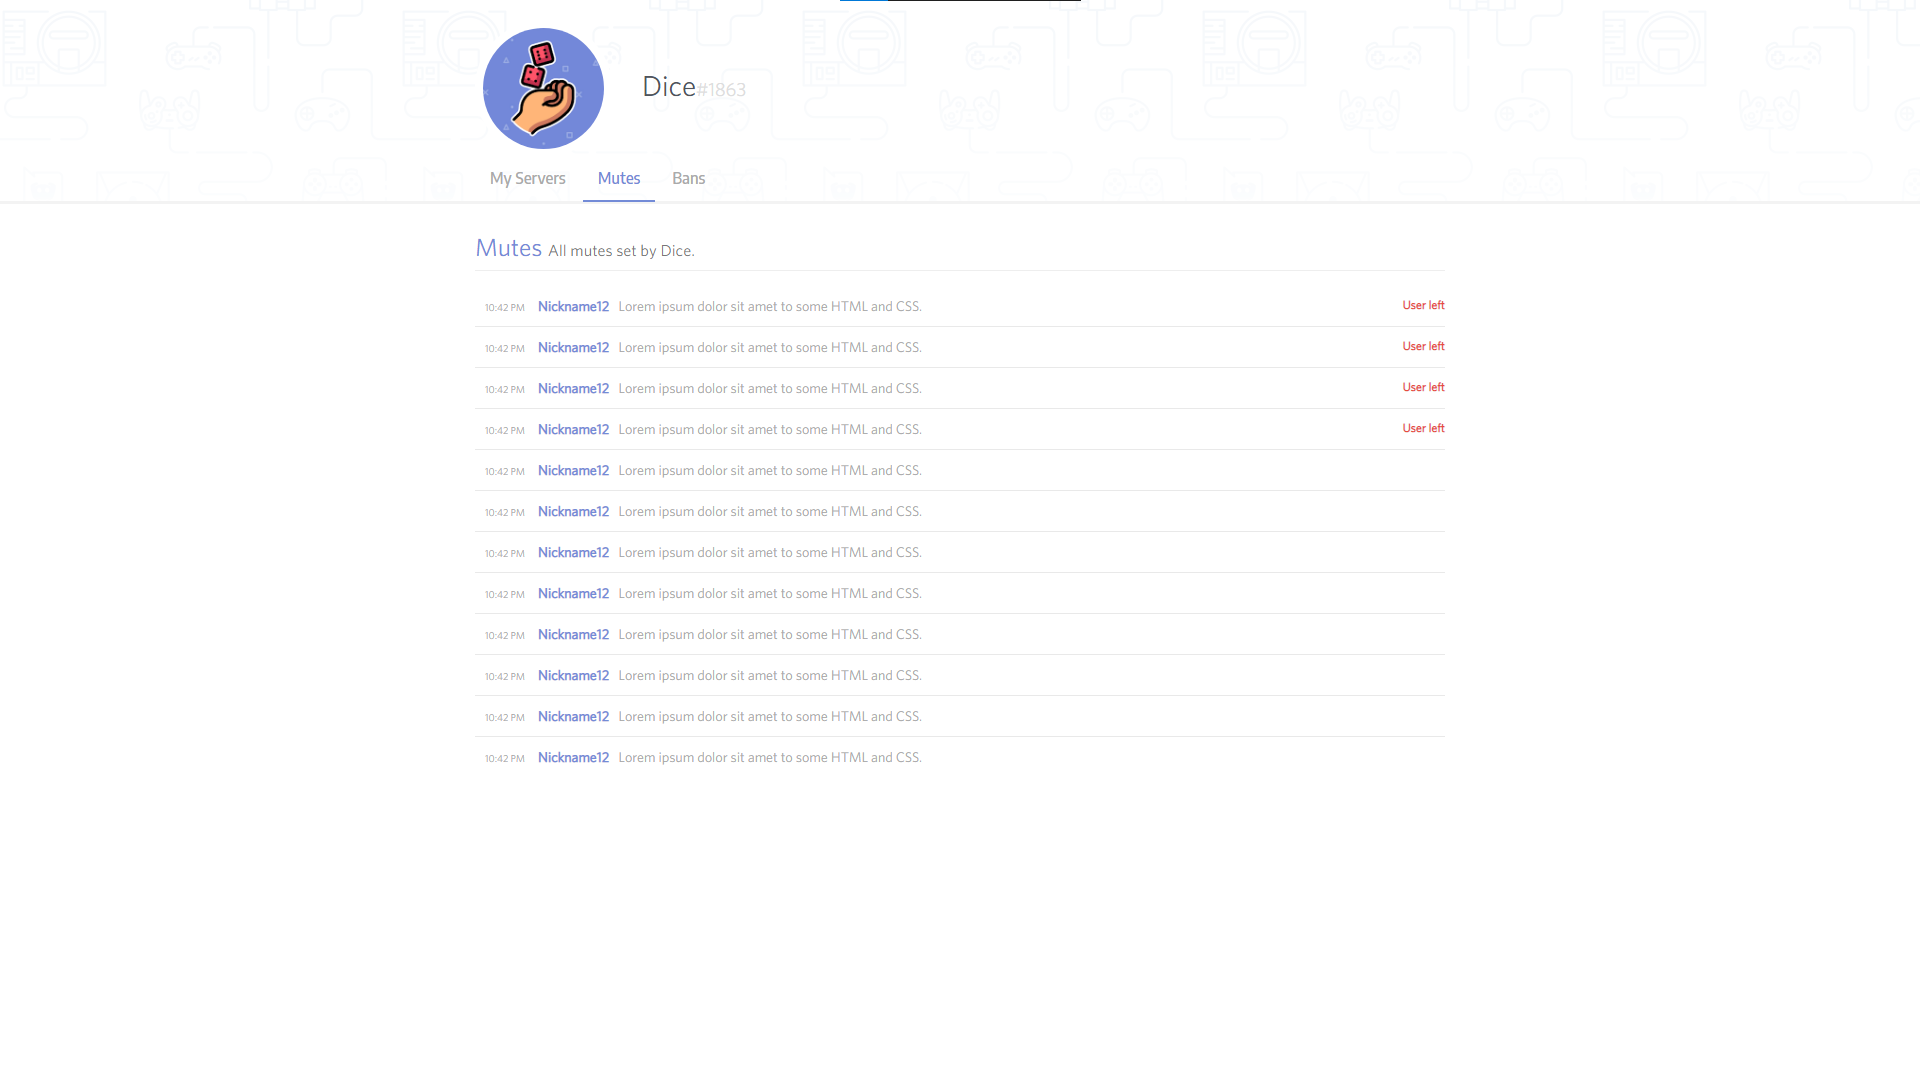 Dice#1863
My Servers Mutes Bans
Mutes All mutes set by Dice.
10:42 PM Nickname12 Lorem ipsum dolor sit amet to some HTML and CSS. User left
10:42 PM Nickname12 Lorem ipsum dolor sit amet to some HTML and CSS. User left
10:42 PM Nickname12 Lorem ipsum dolor sit amet to some HTML and CSS. User left
10:42 PM Nickname12 Lorem ipsum dolor sit amet to some HTML and CSS. User left
10:42 PM Nickname12 Lorem ipsum dolor sit amet to some HTML and CSS.
10:42 PM Nickname12 Lorem ipsum dolor sit amet to some HTML and CSS.
10:42 PM Nickname12 Lorem ipsum dolor sit amet to some HTML and CSS.
10:42 PM Nickname12 Lorem ipsum dolor sit amet to some HTML and CSS.
10:42 PM Nickname12 Lorem ipsum dolor sit amet to some HTML and CSS.
10:42 PM Nickname12 Lorem ipsum dolor sit amet to some HTML and CSS.
10:42 PM Nickname12 Lorem ipsum dolor sit amet to some HTML and CSS.
10:42 PM Nickname12 Lorem ipsum dolor sit amet to some HTML and CSS.